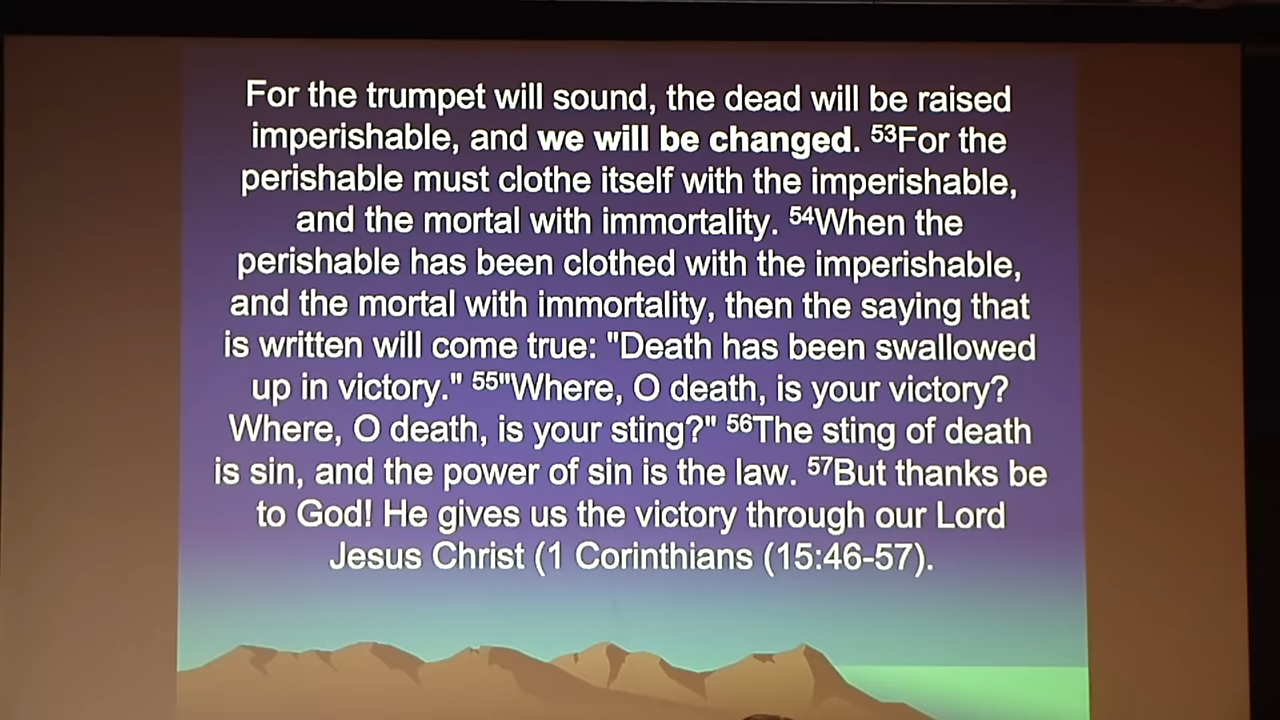 For the trumpet will sound, the dead will be raised
imperishable, and we will be changed. 53For the
perishable must clothe itself with the imperishable,
and the mortal with immortality. 54When the
perishable has been clothed with the imperishable,
and the mortal with immortality, then the saying that
is written will come true: "Death has been swallowed
up in victory." 55"Where, O death, is your victory?
Where, O death, is your sting?" 56The sting of death
is sin, and the power of sin is the law. 57But thanks be
to God! He gives us the victory through our Lord
Jesus Christ (1 Corinthians (15:46-57).